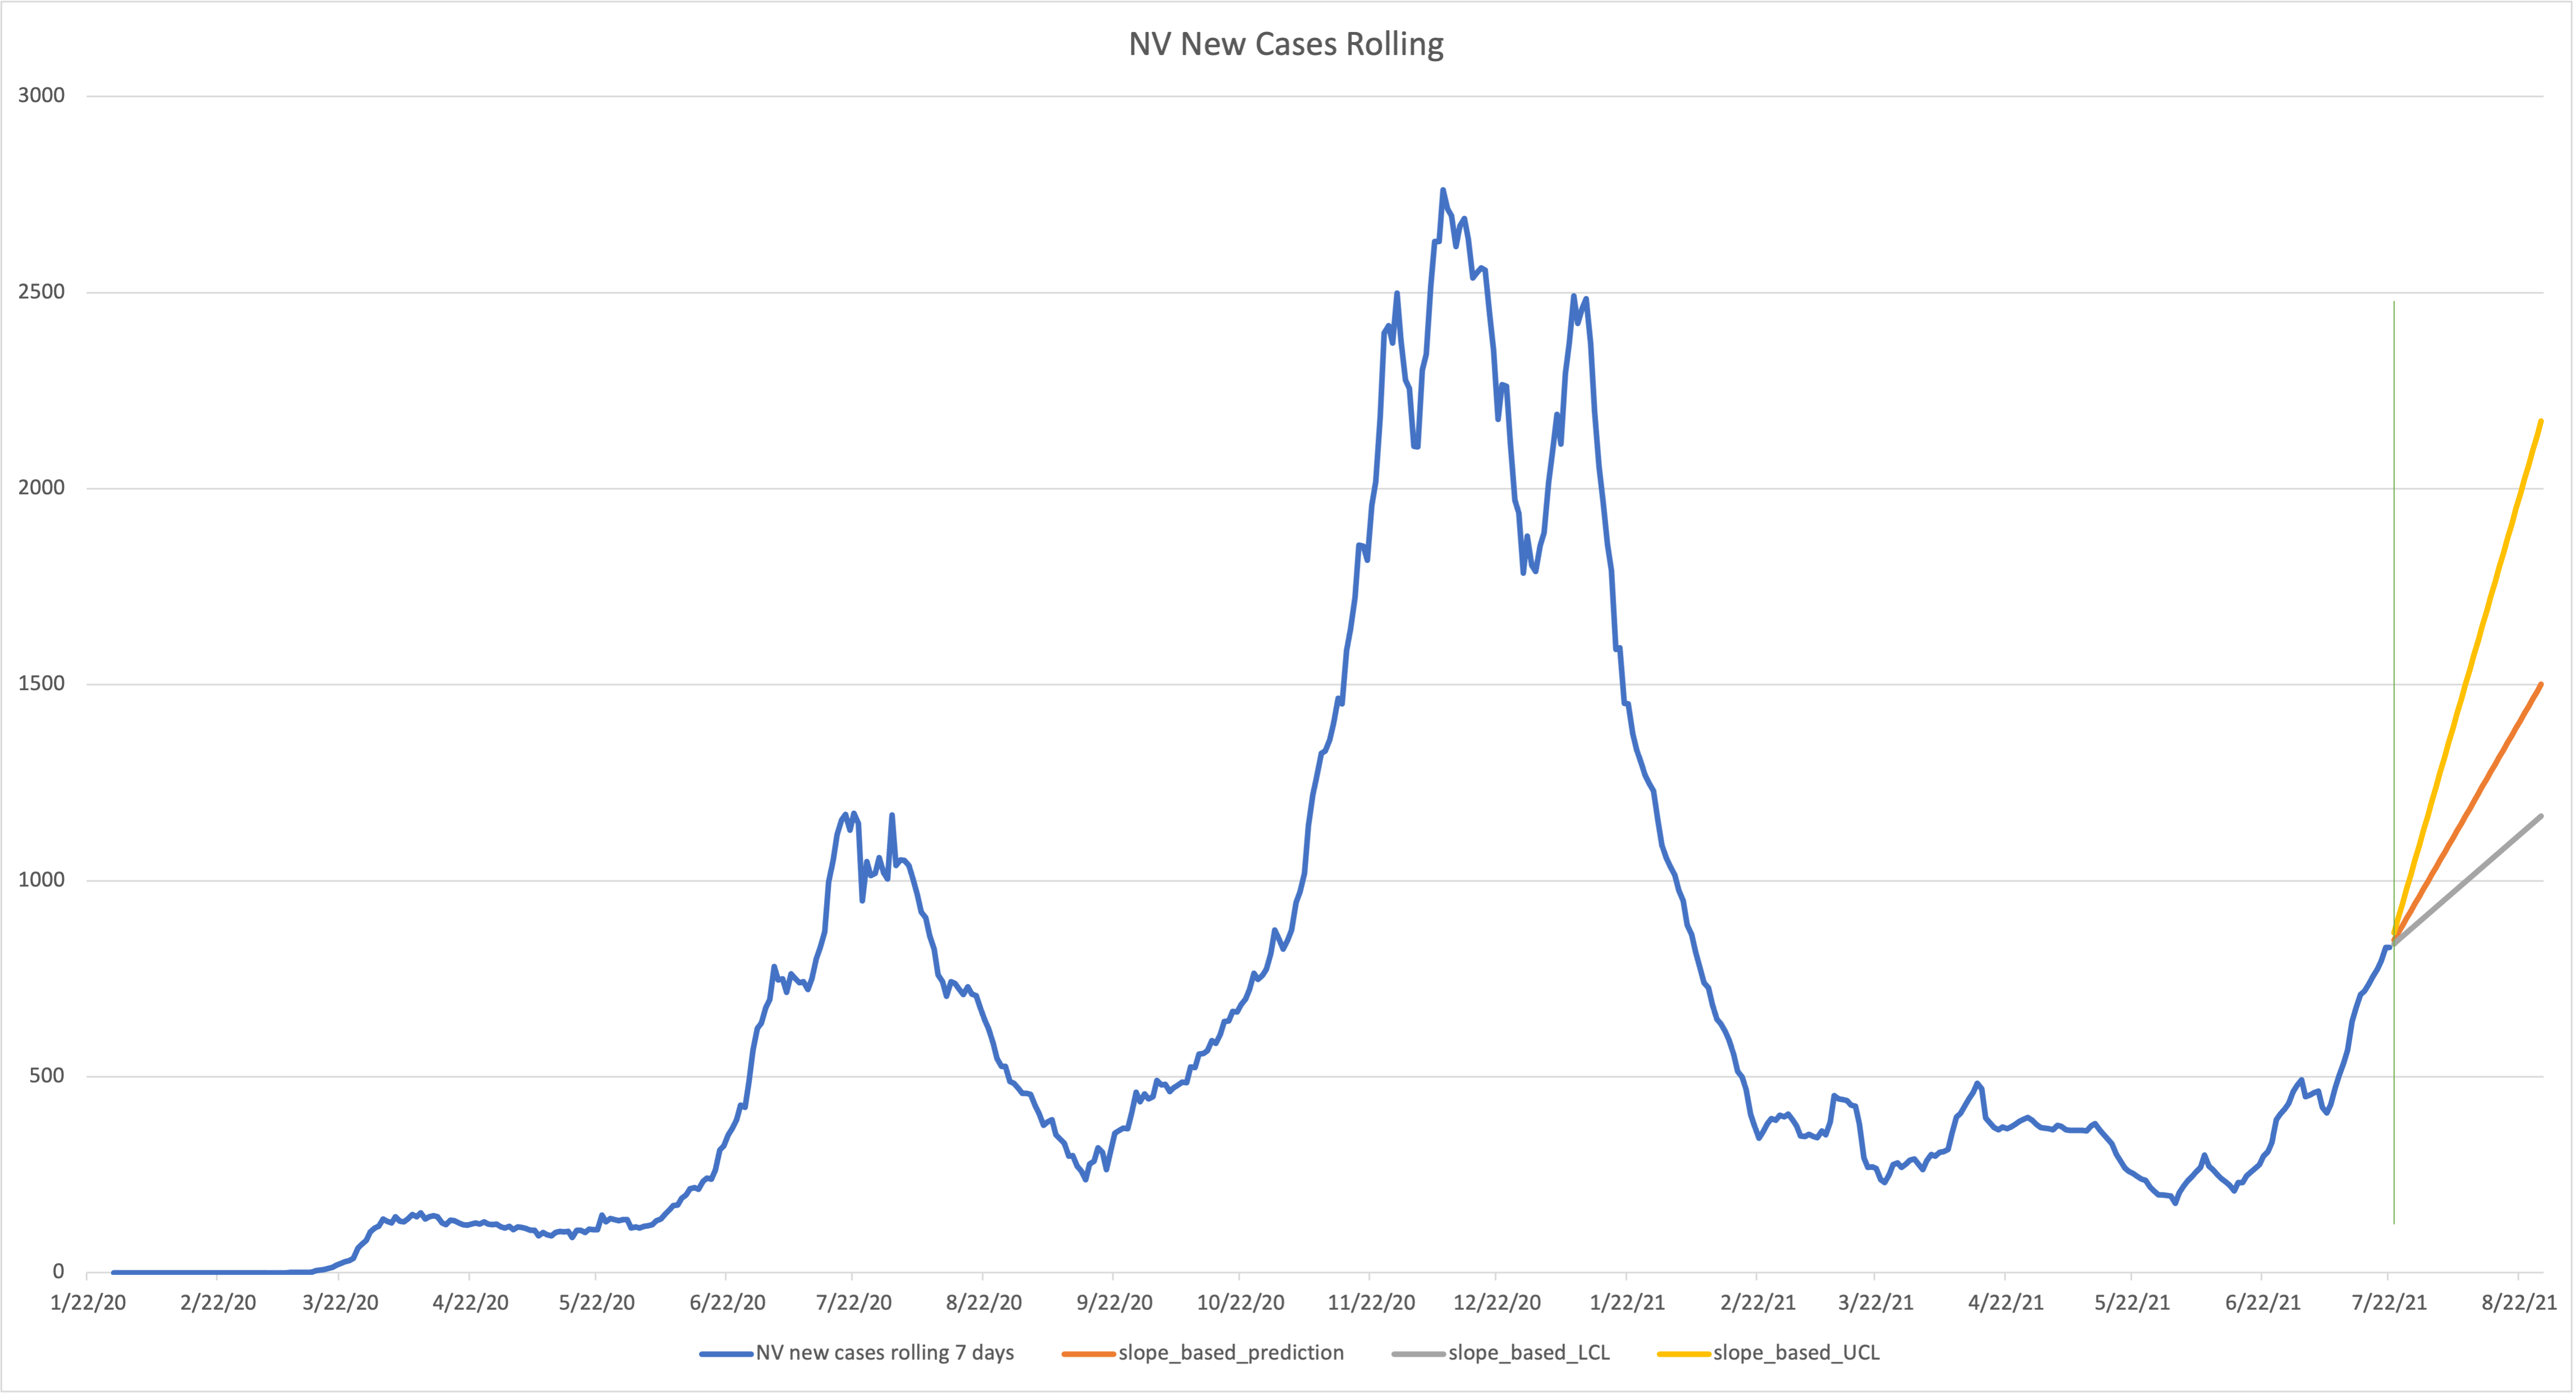 NV New Cases Rolling
3000
2500
2000
1500
1000
500
0
1/22/20 2/22/20 3/22/20 4/22/20 5/22/20 6/22/20 7/22/20 8/22/20 9/22/20 10/22/20 11/22/20 12/22/20 1/22/21 2/22/21 3/22/21 4/22/21 5/22/21 6/22/21 7/22/21 8/22/21
NV new cases rolling 7 days slope_based_prediction slope_based_LCL slope_based_UCL